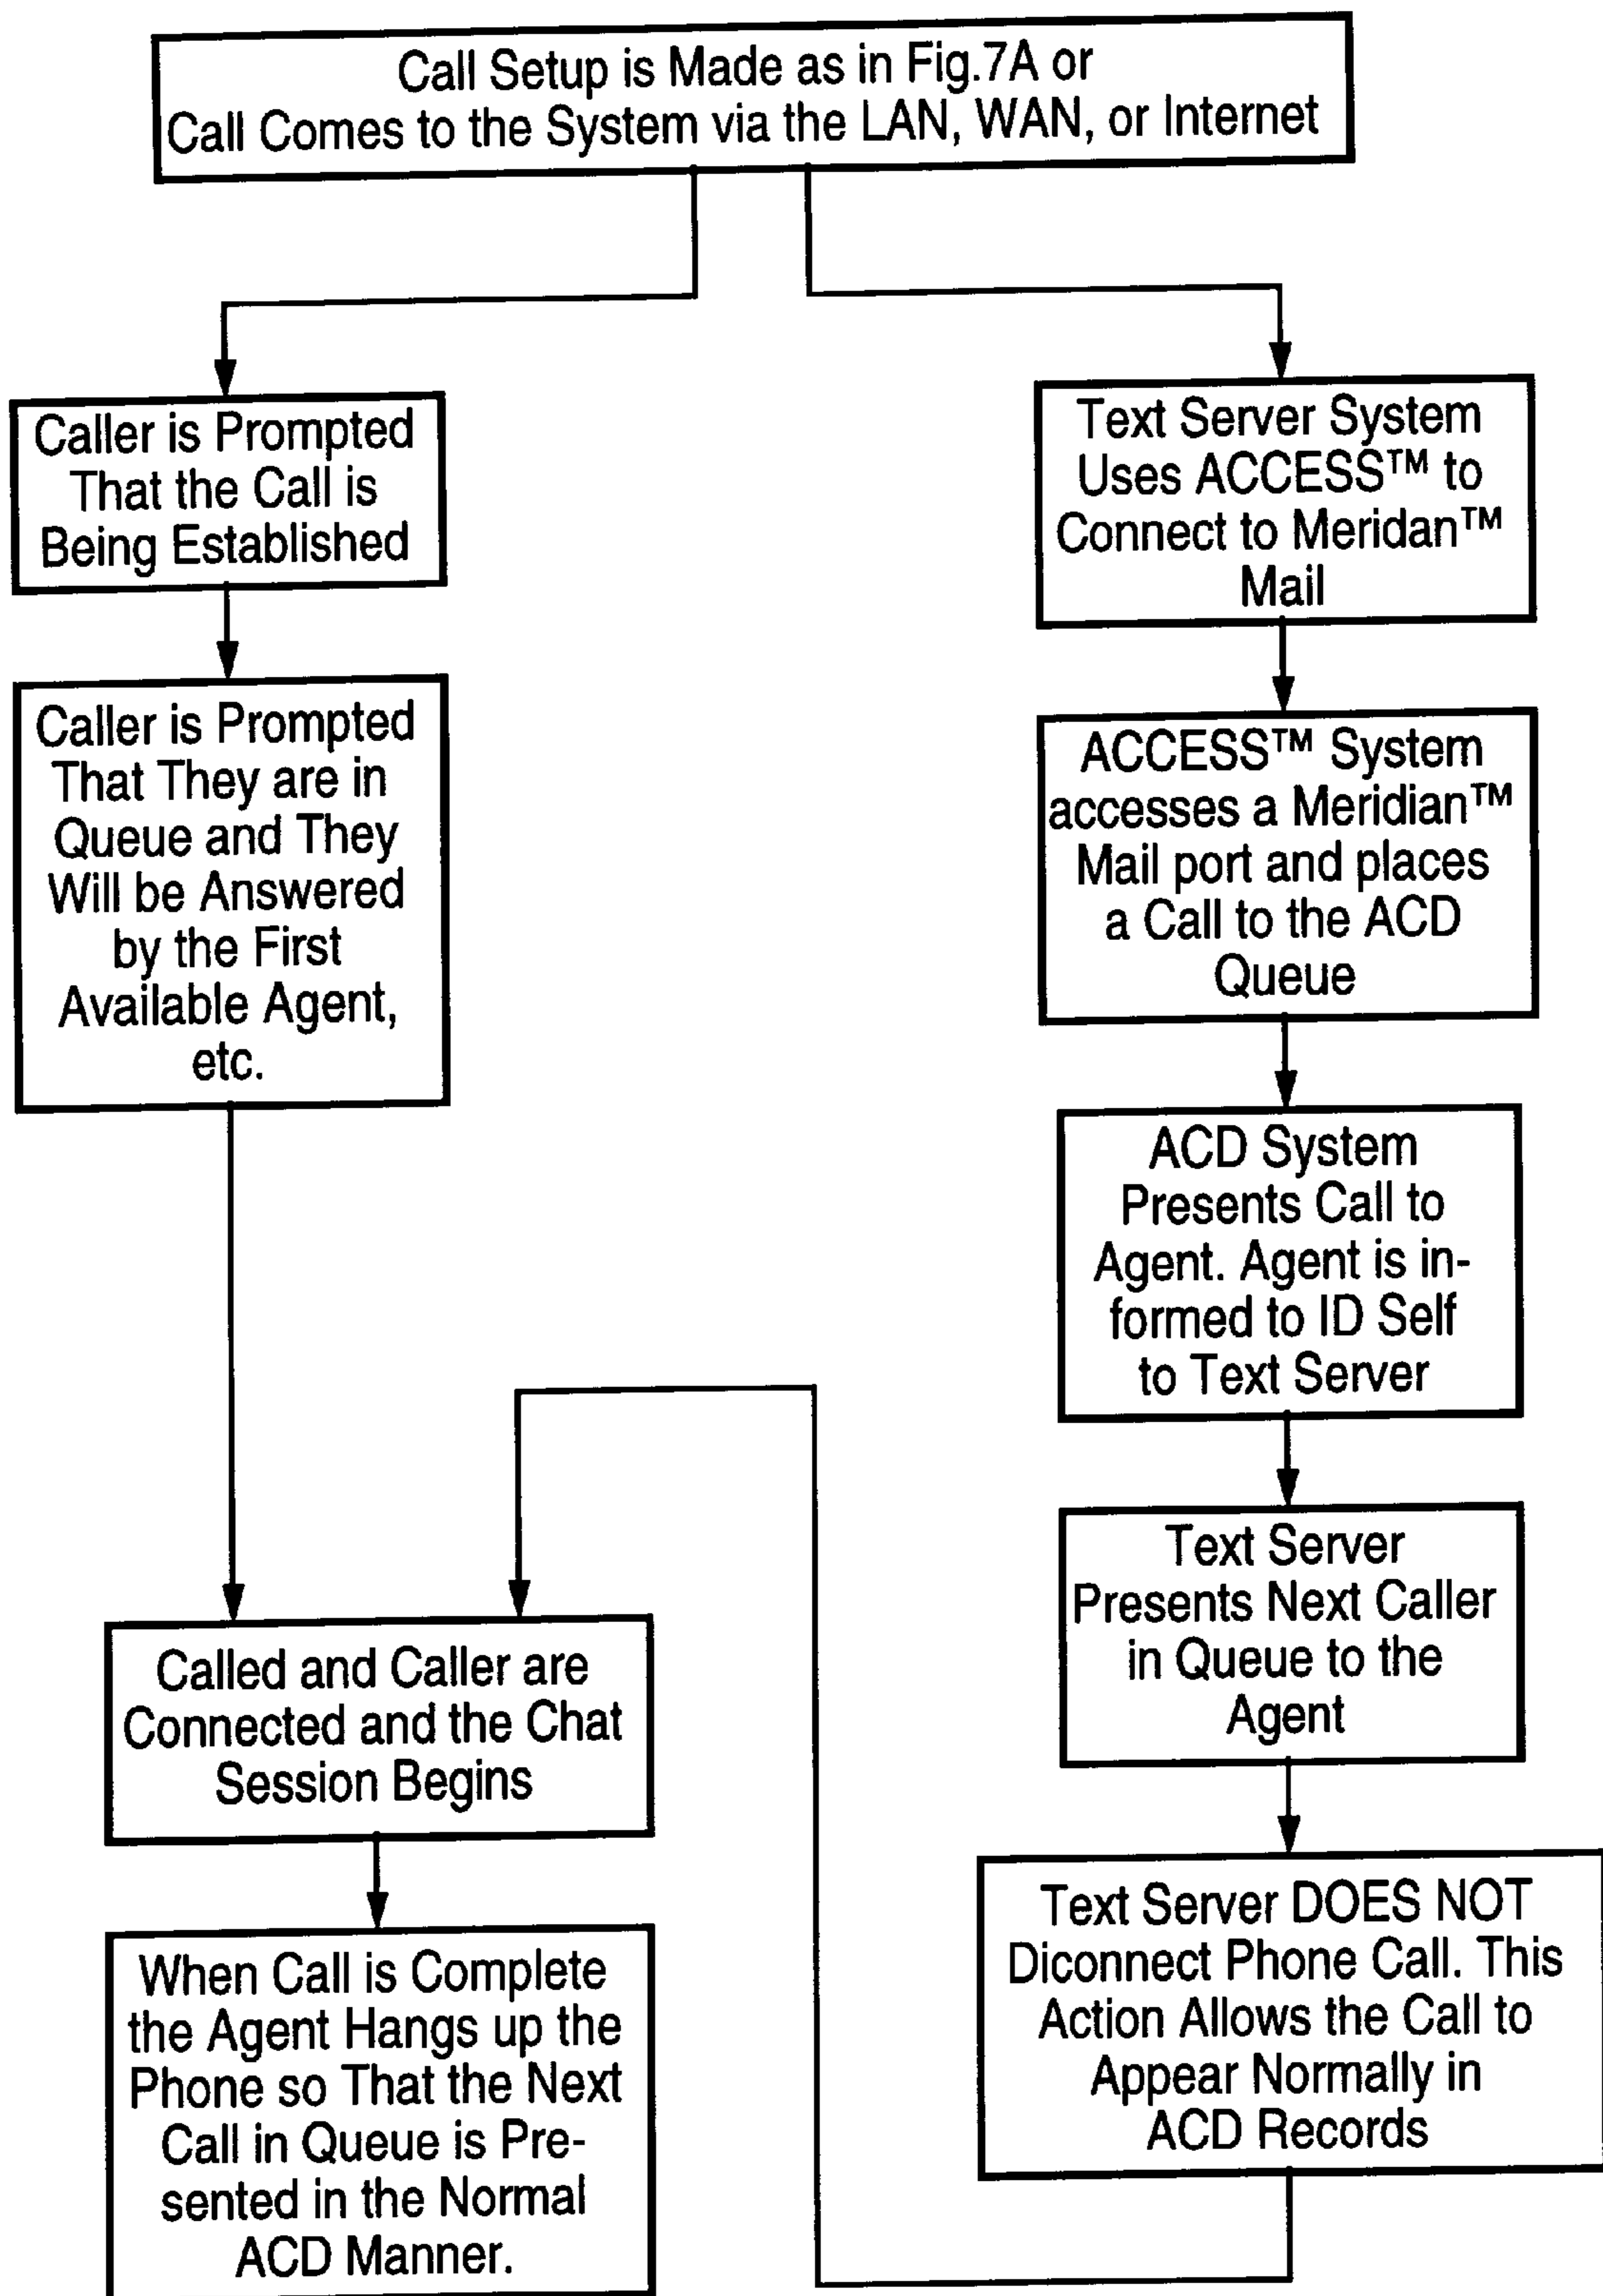 Call Setup is Made as in Fig.7A or
Call Comes to the System via the LAN, WAN, or Internet
Caller is Prompted
That the Call is
Being Established
Caller is Prompted
That They are in
Queue and They
Will be Answered
by the First
Available Agent,
etc.
Text Server System
Uses ACCESS™ to
Connect to Meridan™
Mail
ACCESS™ System
accesses a Meridian™
Mail port and places
a Call to the ACD
Queue
ACD System
Presents Call to
Agent. Agent is in-
formed to ID Self
to Text Server
Text Server
Presents Next Caller
in Queue to the
Agent
Text Server DOES NOT
Diconnect Phone Call. This
Action Allows the Call to
Appear Normally in
ACD Records
Called and Caller are
Connected and the Chat
Session Begins
When Call is Complete
the Agent Hangs up the
Phone so That the Next
Call in Queue is Pre-
sented in the Normal
ACD Manner.